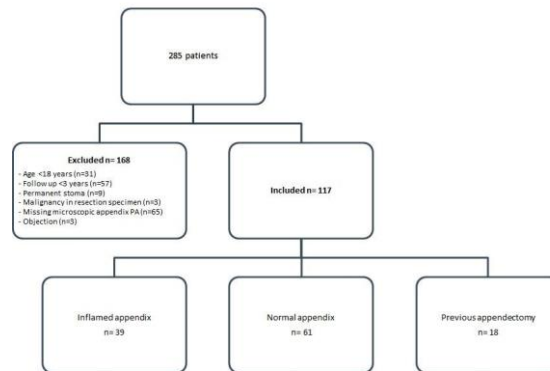 285 patients
Excluded n= 168
- Age <18 years (n=31)
- Follow up <3 years (n=57)
- Permanent stoma (n=9)
- Malignancy in resection specimen (n=3)
- Missing microscopic appendix PA(n=65)
- Objection (n=3)
Included n= 117
Inflamed appendix
n= 39
Normal appendix
n= 61
Previous appendectomy
n= 18